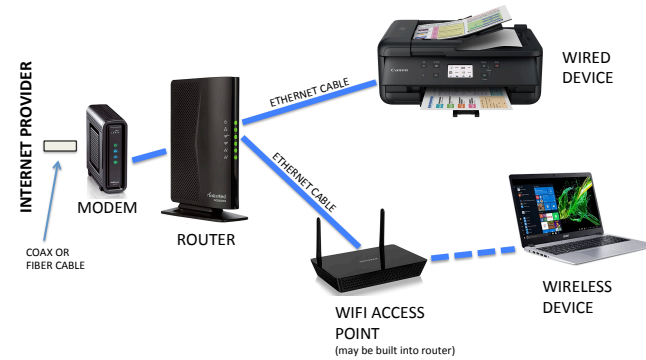 INTERNET PROVIDER
COAX OR
FIBER CABLE
MODEM
ROUTER
ETHERNET CABLE
ETHERNET CABLE
Canon
WIRED
DEVICE
WIFI ACCESS
POINT
(may be built into router)
WIRELESS
DEVICE